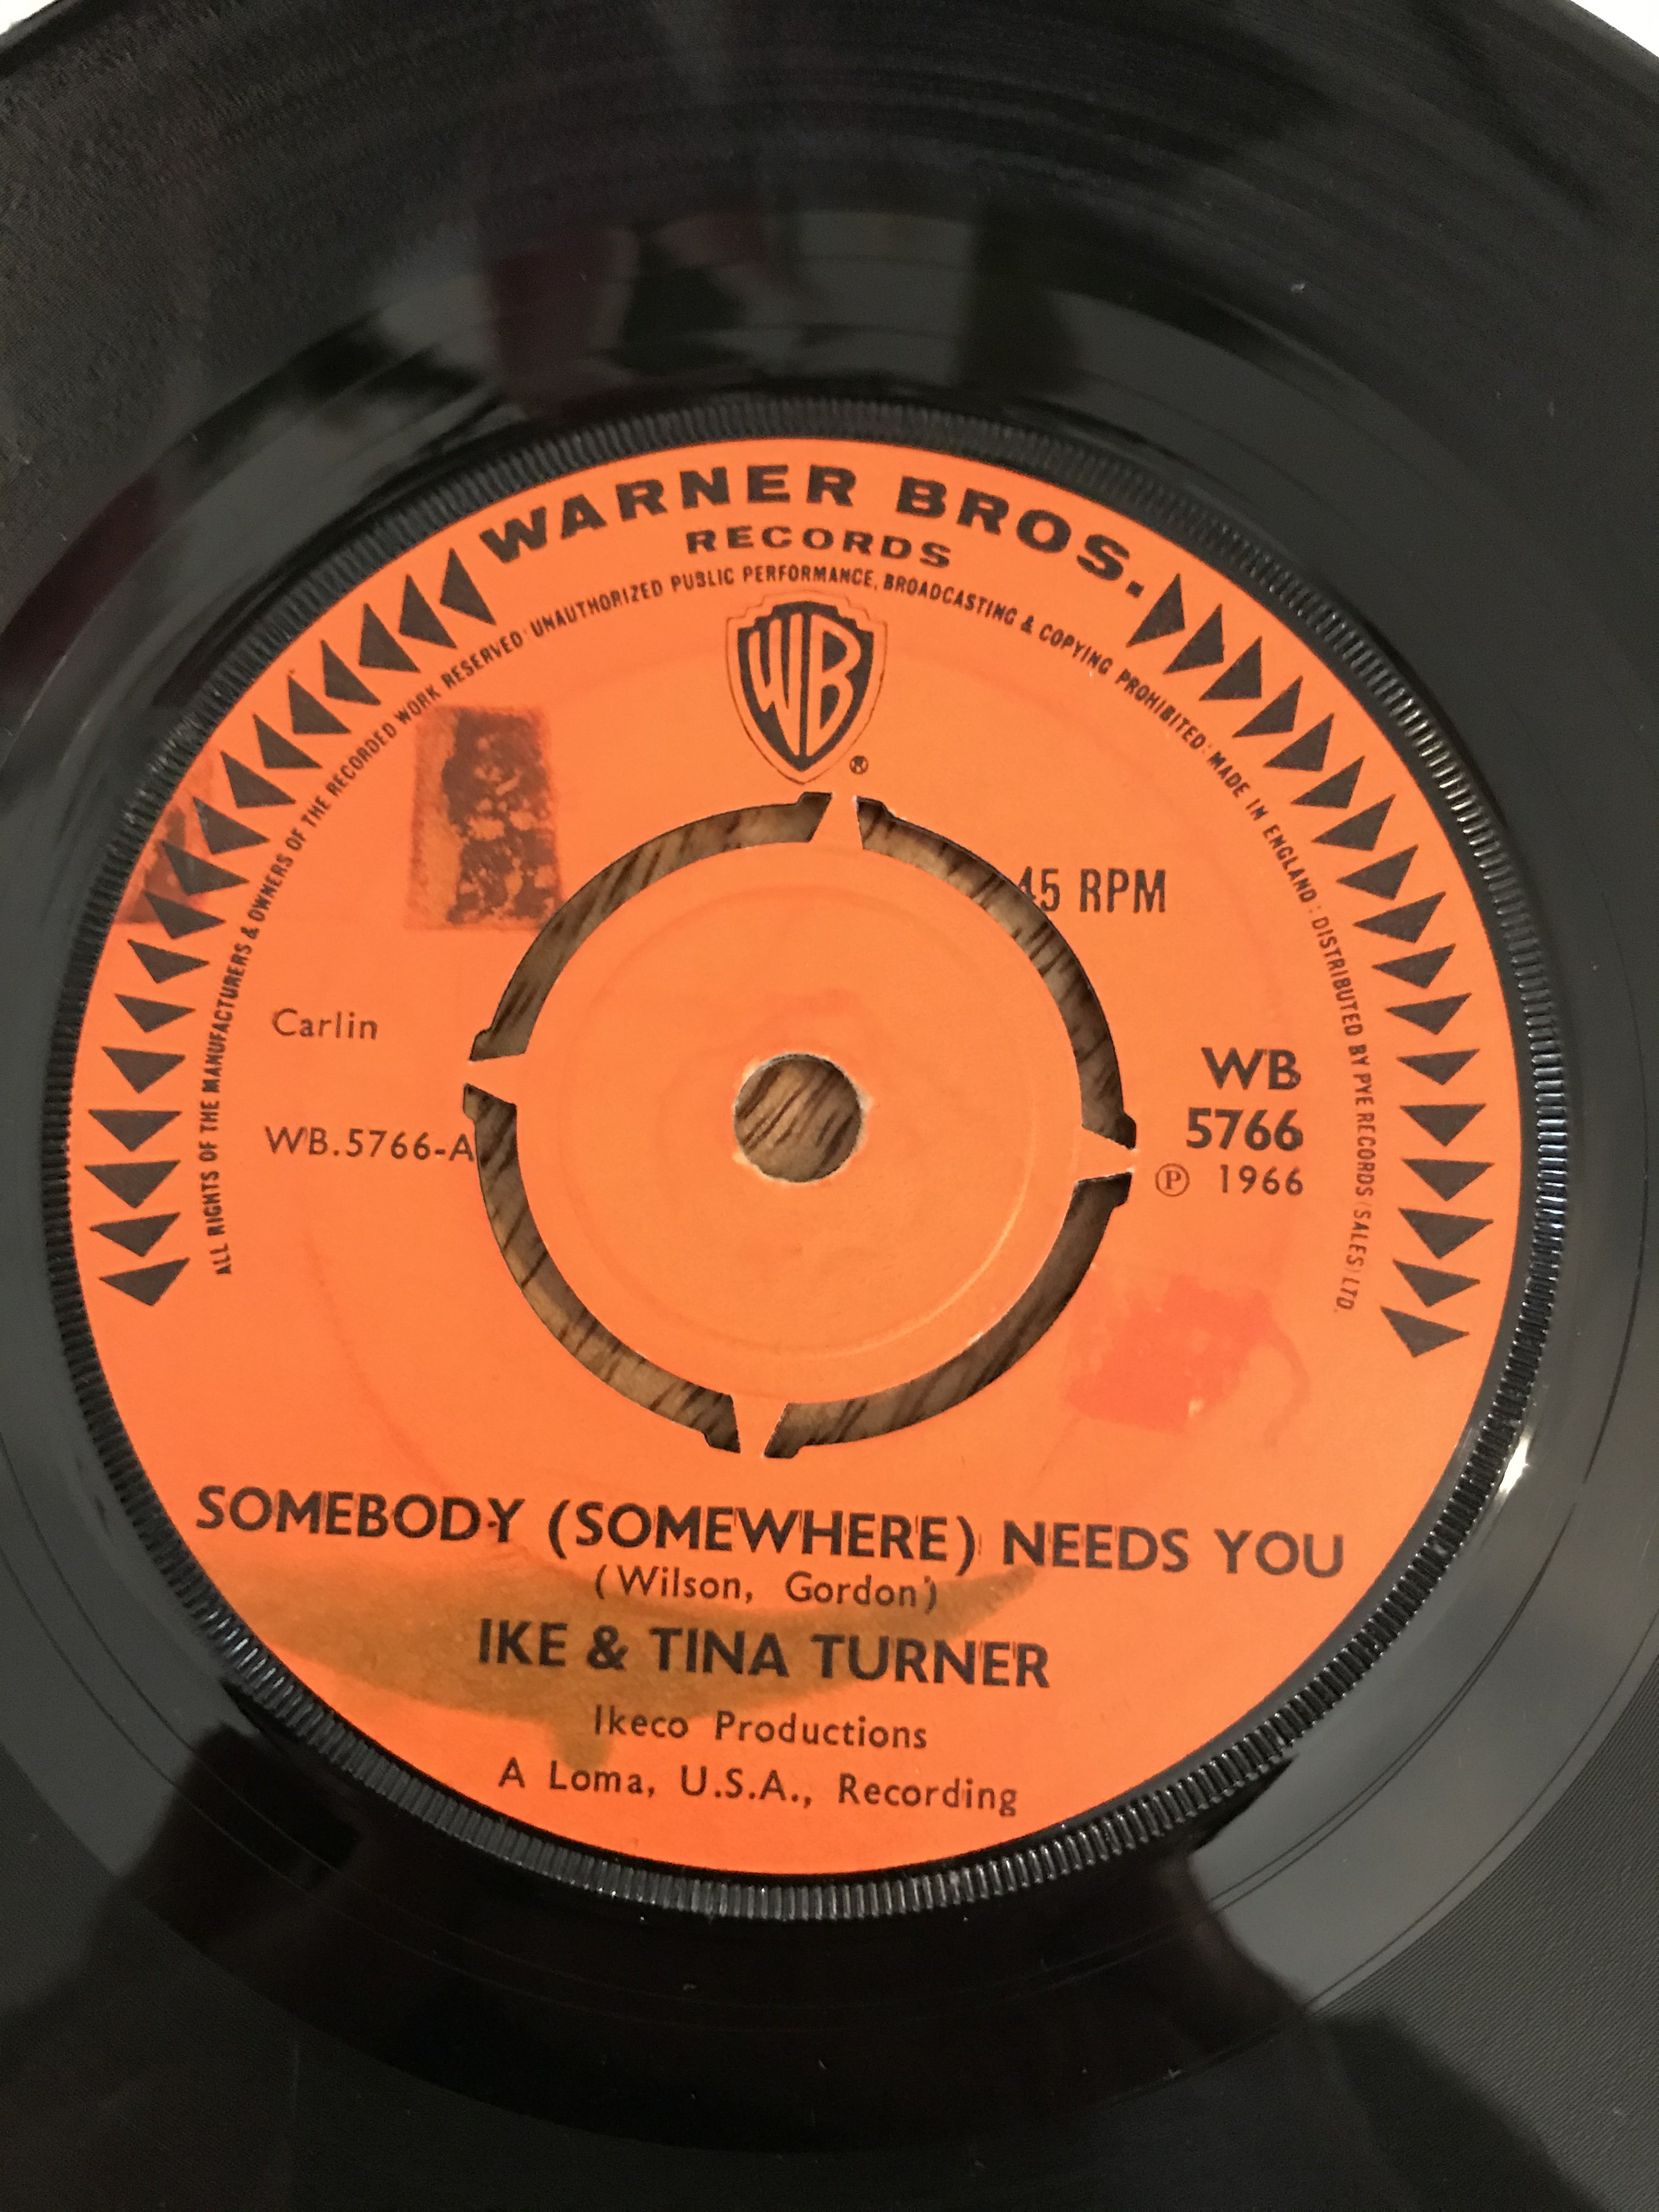 WARNER BROS.
RECORDS
ALL RIGHTS OF THE MANUFACTURERS & OWNERS OF THE RECORDED WORK RESERVED· UNAUTHORIZED PUBLIC PERFORMANCE, BROADCASTING & COPYING PROHIBITED: MADE IN ENGLAND: DISTRIBUTED BY PYE RECORDS (SALES) LTD.
WB
®
45 RPM
Carlin
WB.5766-A
WB
5766
℗ 1966
SOMEBODY (SOMEWHERE) NEEDS YOU
(Wilson, Gordon)
IKE & TINA TURNER
Ikeco Productions
A Loma, U.S.A., Recording